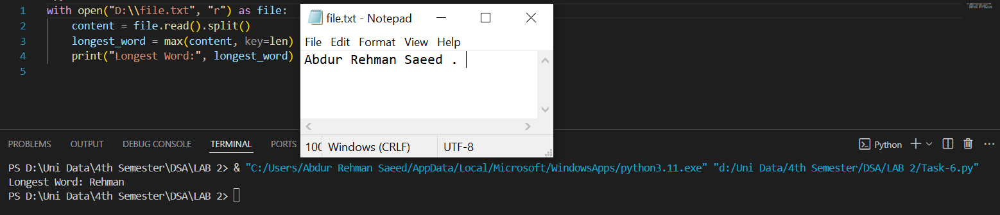 1 with open("D:\\file.txt", "r") as file:
2 content = file.read().split()
3 longest_word = max(content, key=len)
4 print("Longest Word:", longest_word)
5
file.txt - Notepad
File Edit Format View Help
Abdur Rehman Saeed .
100 Windows (CRLF) UTF-8
PROBLEMS OUTPUT DEBUG CONSOLE TERMINAL PORTS Python
PS D:\Uni Data\4th Semester\DSA\LAB 2> & "C:/Users/Abdur Rehman Saeed/AppData/Local/Microsoft/WindowsApps/python3.11.exe" "d:/Uni Data/4th Semester/DSA/LAB 2/Task-6.py"
Longest Word: Rehman
PS D:\Uni Data\4th Semester\DSA\LAB 2>